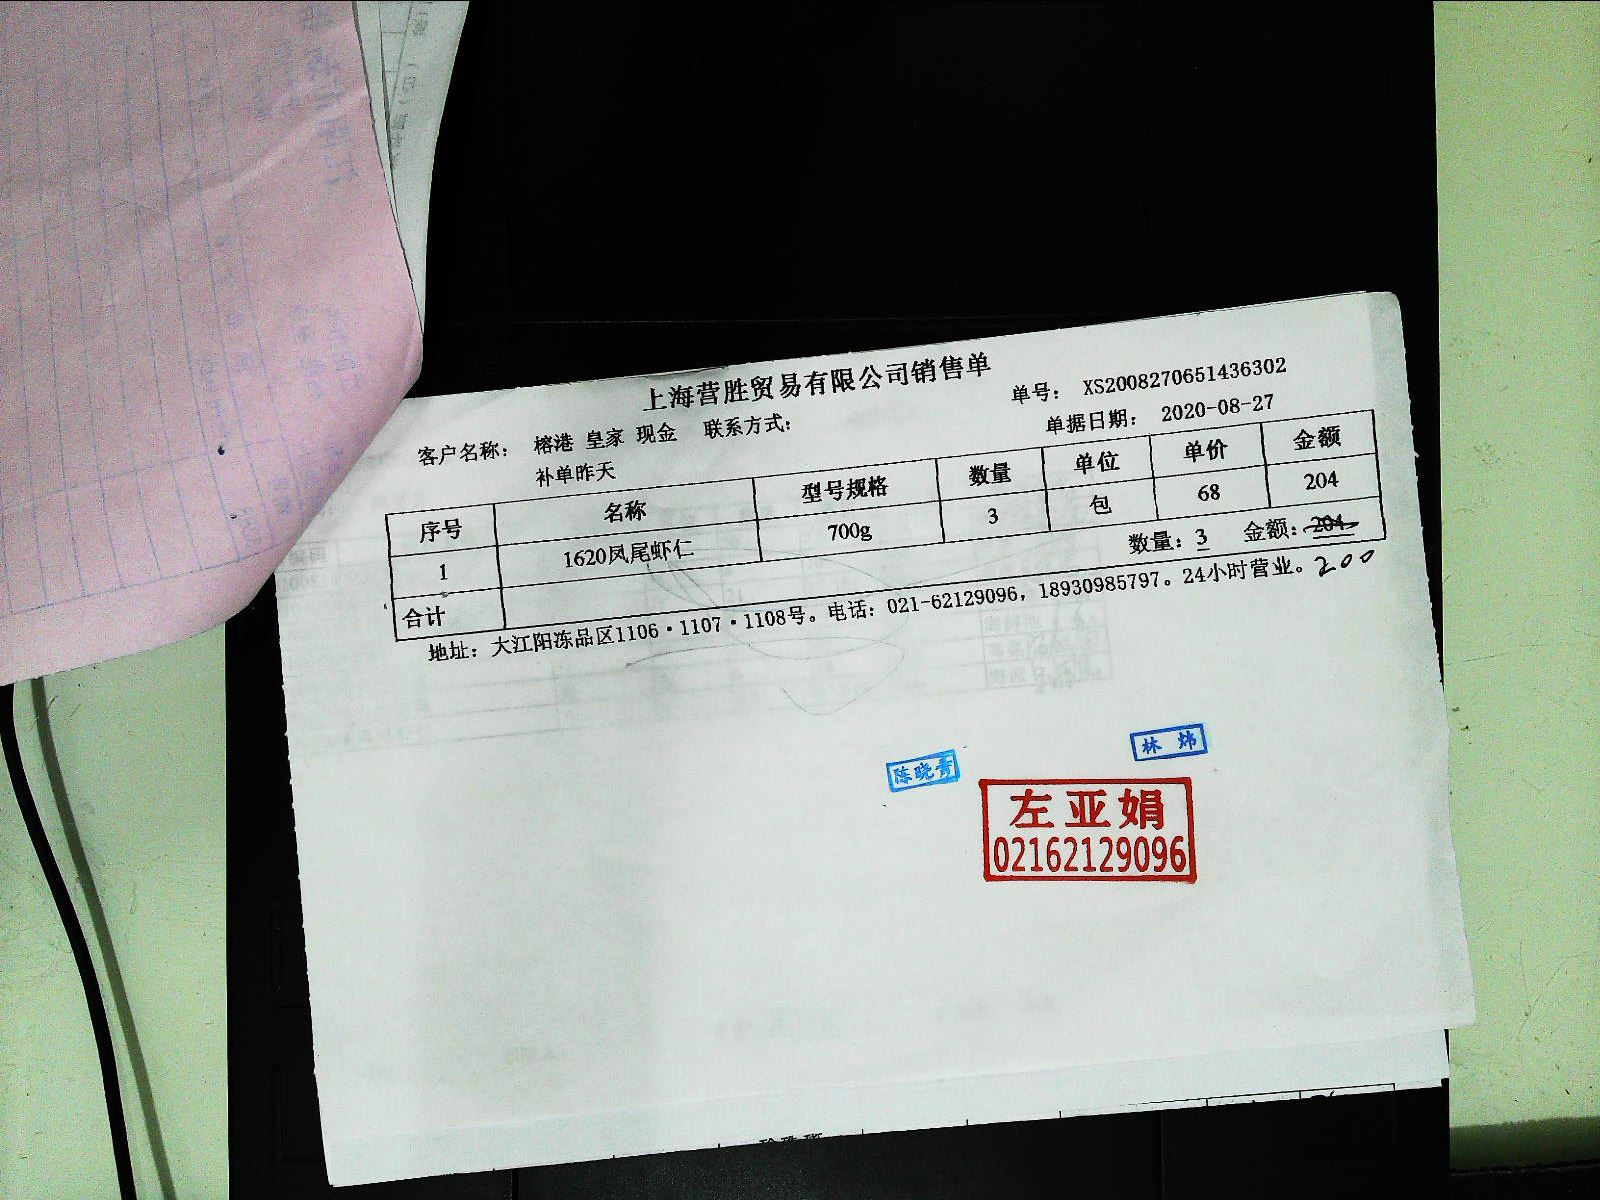 上海营胜贸易有限公司销售单
单号： XS2008270651436302
客户名称： 榕港 皇家 现金 联系方式：
单据日期： 2020-08-27
补单昨天
序号 名称 型号规格 数量 单位 单价 金额
1 1620凤尾虾仁 700g 3 包 68 204
合计 数量：3 金额：204
200
地址：大江阳冻品区1106·1107·1108号。电话：021-62129096，18930985797。24小时营业。
陈晓青
林炜
左亚娟
02162129096